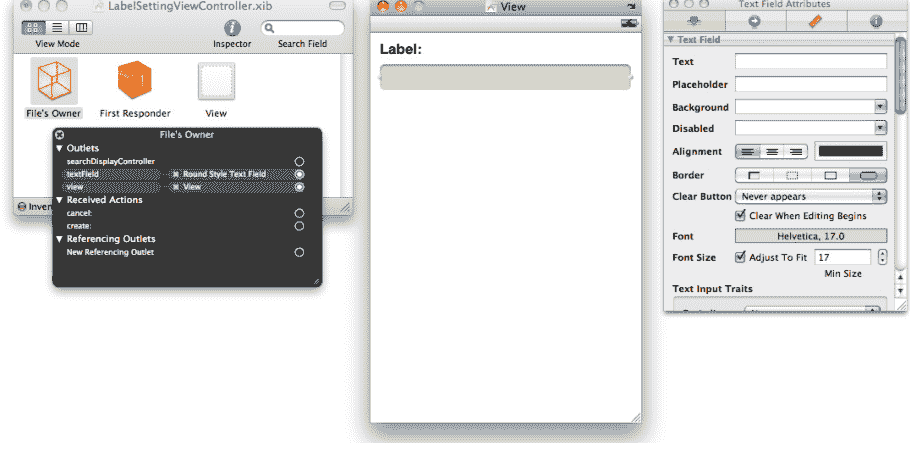 LabelSettingViewController.xib
View Mode
Inspector
Search Field
File's Owner
First Responder
View
File's Owner
Outlets
searchDisplayController
textField
Round Style Text Field
view
View
Received Actions
cancel:
create:
Referencing Outlets
New Referencing Outlet
View
Label:
Text Field Attributes
Text Field
Text
Placeholder
Background
Disabled
Alignment
Border
Clear Button
Never appears
Clear When Editing Begins
Font
Helvetica, 17.0
Font Size
Adjust To Fit
17
Min Size
Text Input Traits